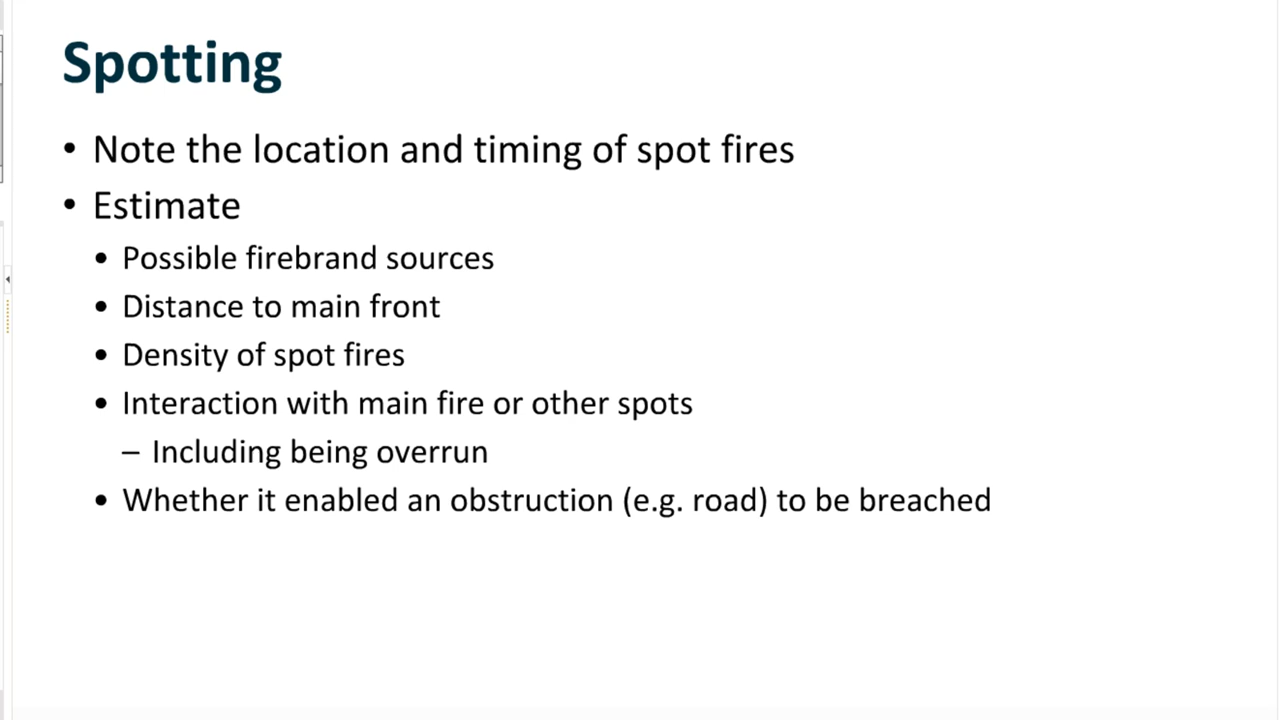 Spotting
• Note the location and timing of spot fires
• Estimate
• Possible firebrand sources
• Distance to main front
• Density of spot fires
• Interaction with main fire or other spots
– Including being overrun
• Whether it enabled an obstruction (e.g. road) to be breached